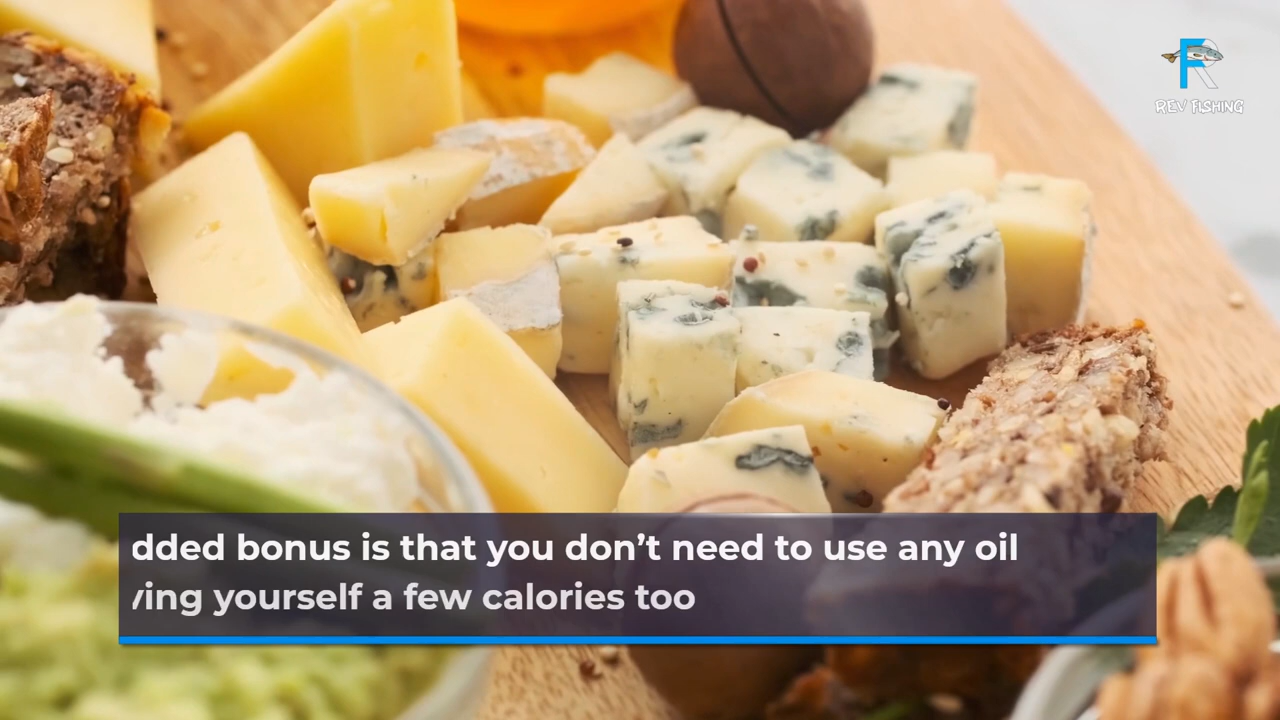 REV FISHING
dded bonus is that you don’t need to use any oil
ving yourself a few calories too